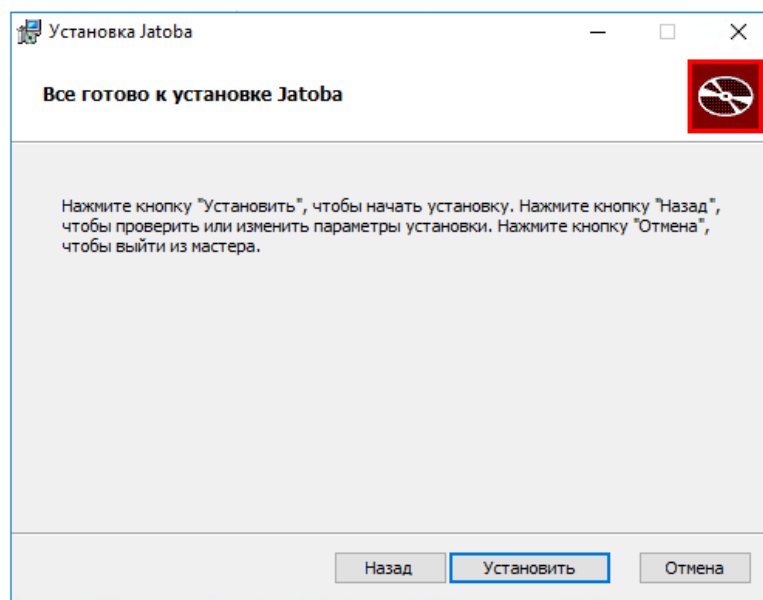 Установка Jatoba
Все готово к установке Jatoba
Нажмите кнопку "Установить", чтобы начать установку. Нажмите кнопку "Назад",
чтобы проверить или изменить параметры установки. Нажмите кнопку "Отмена",
чтобы выйти из мастера.
Назад
Установить
Отмена